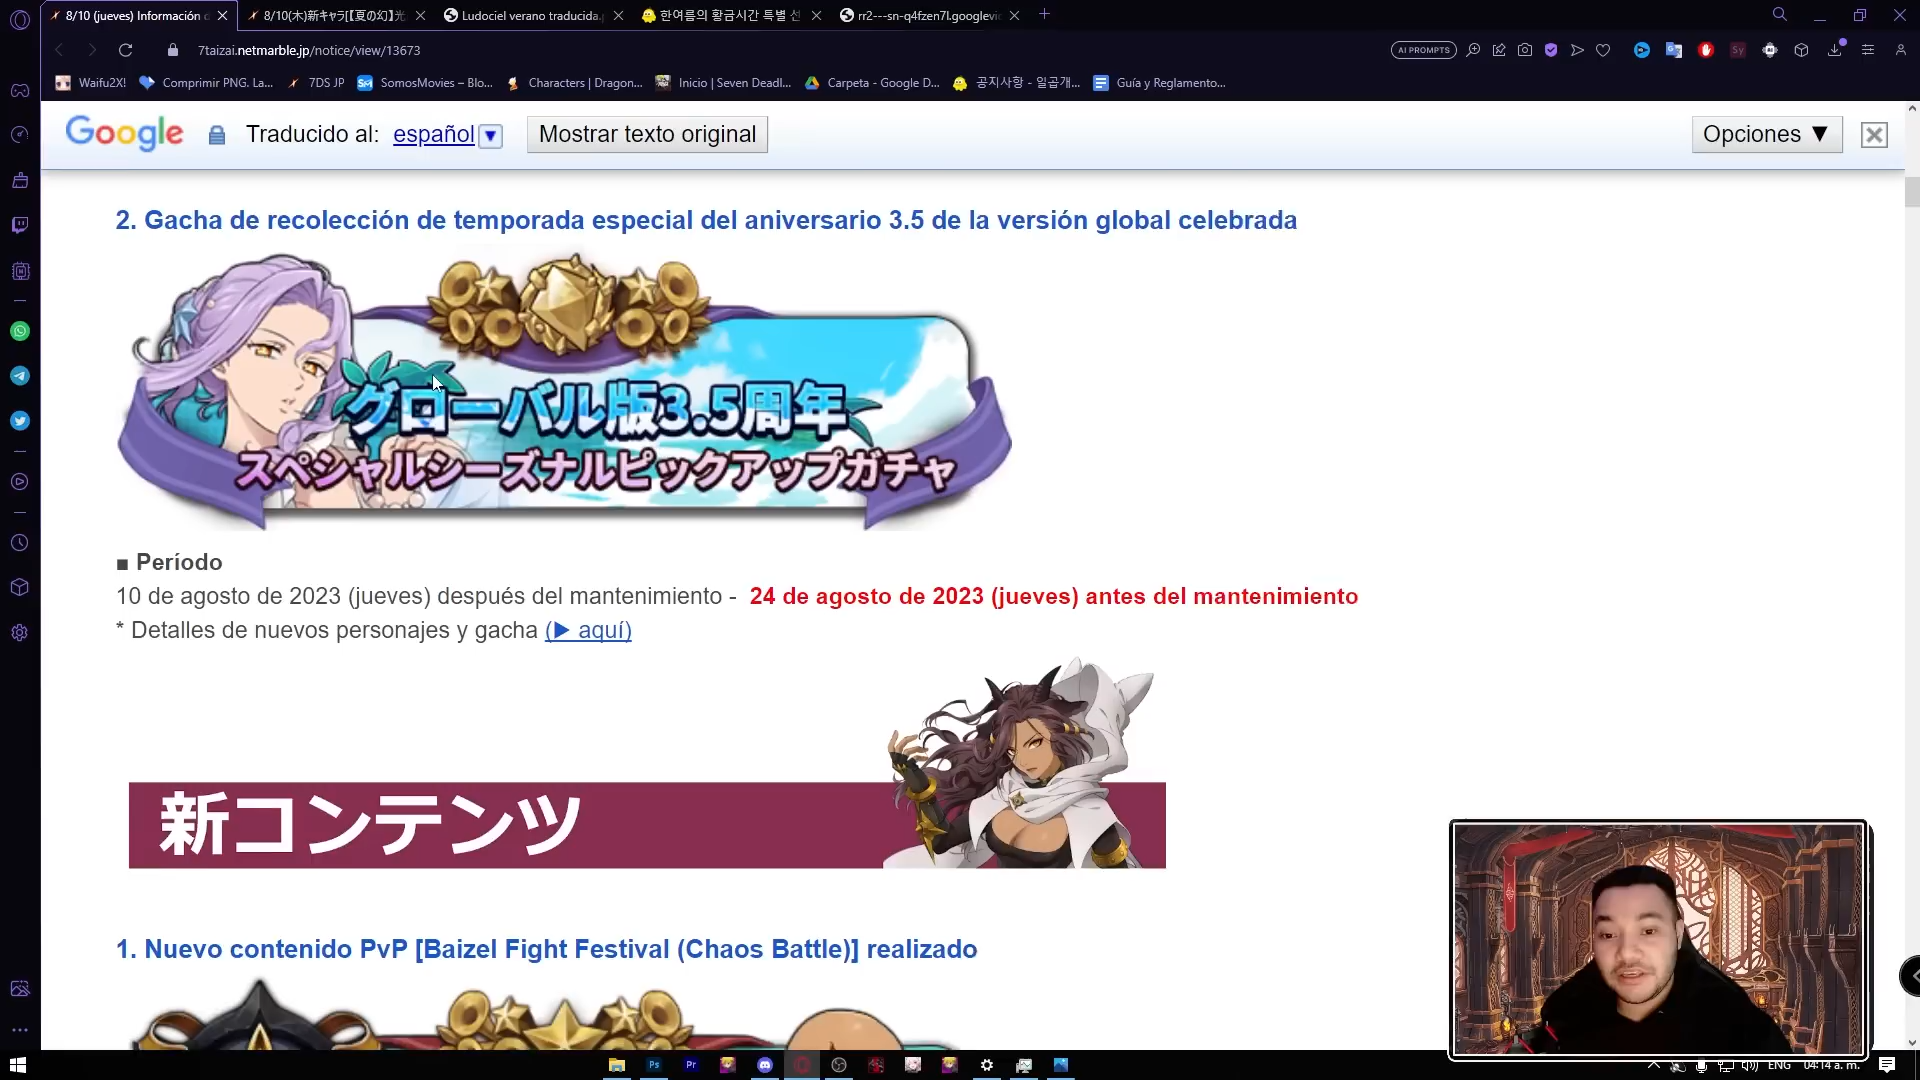 8/10 (jueves) Información
8/10(木)新キャラ[【夏の幻】光
Ludociel verano traducida.
한여름의 황금시간 특별 선
rr2---sn-q4fzen7l.googlevi
7taizai.netmarble.jp/notice/view/13673
AI PROMPTS
Waifu2X!
Comprimir PNG. La...
7DS JP
SomosMovies – Blo...
Characters | Dragon...
Inicio | Seven Deadl...
Carpeta - Google D...
공지사항 - 일곱개...
Guía y Reglamento...
Google
Traducido al: español ▼
Mostrar texto original
Opciones ▼
2. Gacha de recolección de temporada especial del aniversario 3.5 de la versión global celebrada
グローバル版3.5周年
スペシャルシーズナルピックアップガチャ
■ Período
10 de agosto de 2023 (jueves) después del mantenimiento - 24 de agosto de 2023 (jueves) antes del mantenimiento
* Detalles de nuevos personajes y gacha (▶ aquí)
新コンテンツ
1. Nuevo contenido PvP [Baizel Fight Festival (Chaos Battle)] realizado
Ps
Pr
ENG
04:14 a. m.